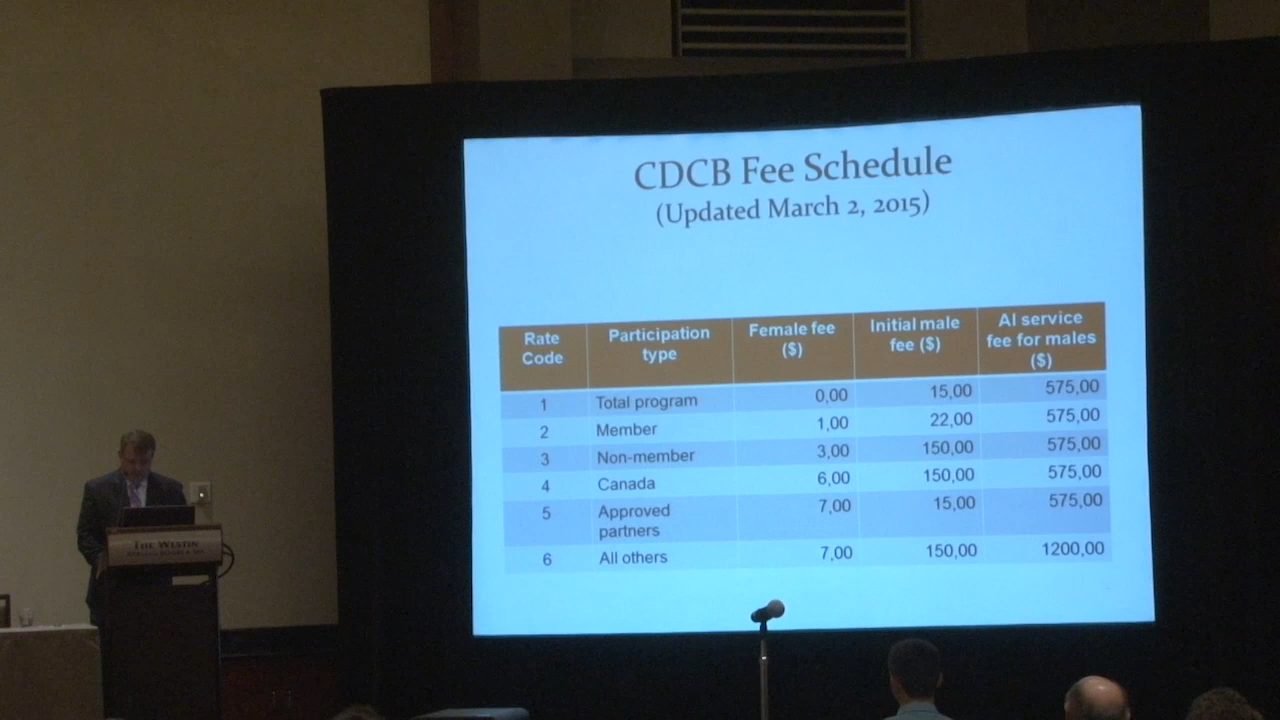 CDCB Fee Schedule
(Updated March 2, 2015)
Rate Code Participation type Female fee ($) Initial male fee ($) AI service fee for males ($)
1 Total program 0,00 15,00 575,00
2 Member 1,00 22,00 575,00
3 Non-member 3,00 150,00 575,00
4 Canada 6,00 150,00 575,00
5 Approved partners 7,00 15,00 575,00
6 All others 7,00 150,00 1200,00
THE WESTIN